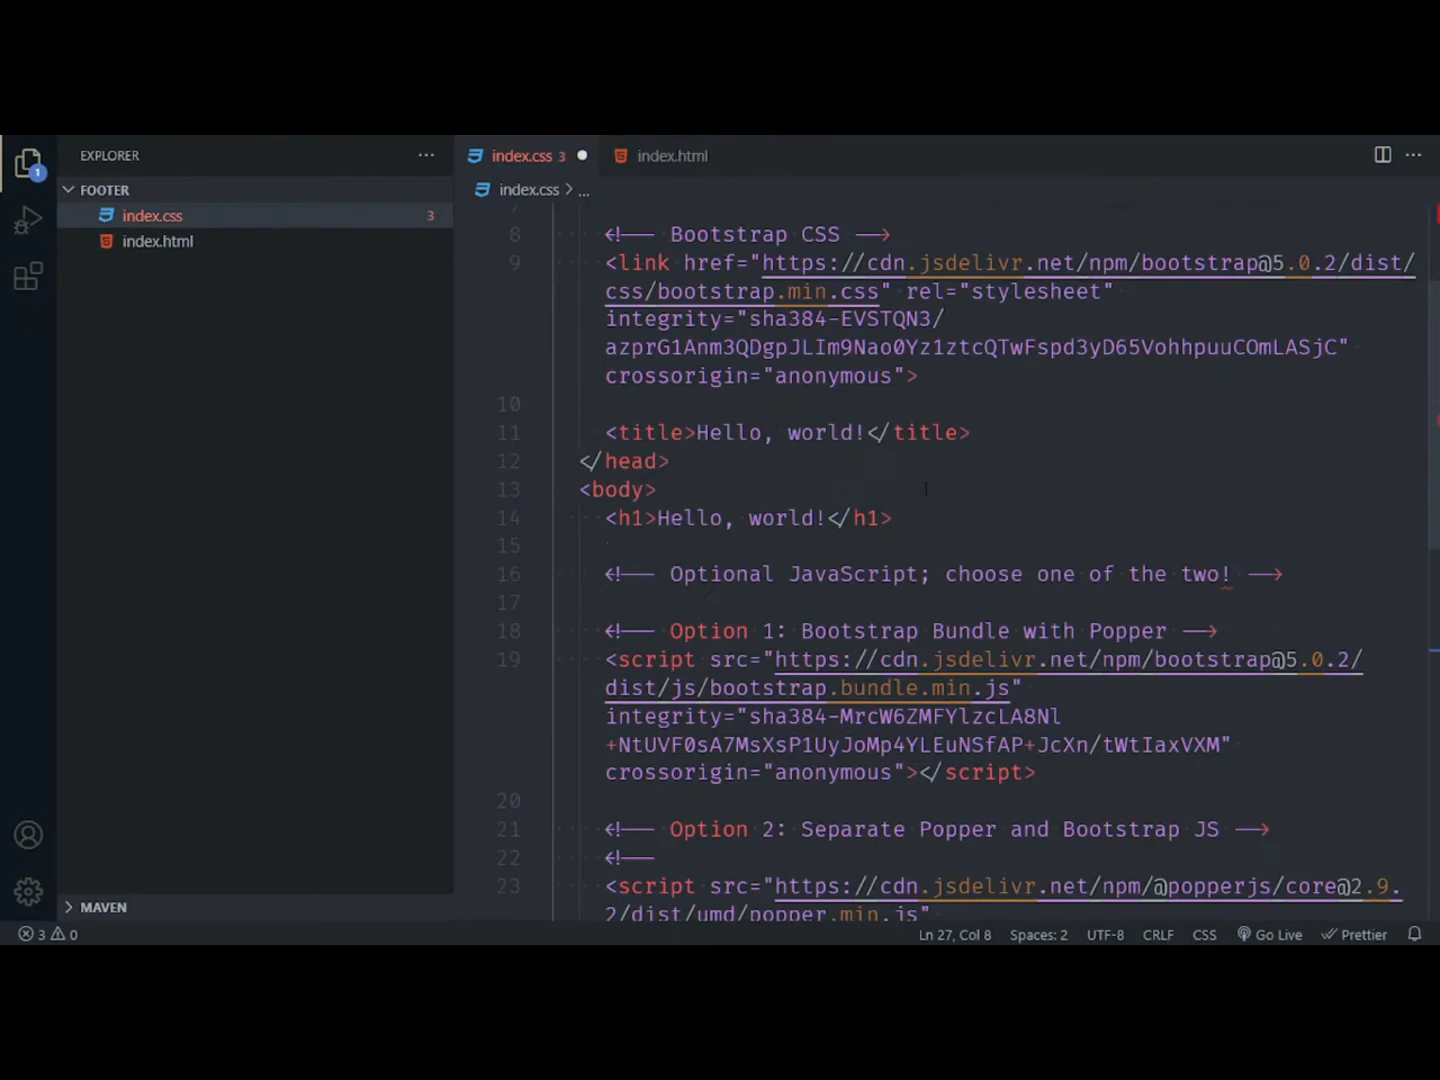 EXPLORER
FOOTER
index.css 3
index.html
MAVEN
index.css 3
index.html
index.css > ...
8 <!-- Bootstrap CSS -->
9 <link href="https://cdn.jsdelivr.net/npm/bootstrap@5.0.2/dist/
css/bootstrap.min.css" rel="stylesheet"
integrity="sha384-EVSTQN3/
azprG1Anm3QDgpJLIm9Nao0Yz1ztcQTwFspd3yD65VohhpuuCOmLASjC"
crossorigin="anonymous">
10
11 <title>Hello, world!</title>
12 </head>
13 <body>
14 <h1>Hello, world!</h1>
15
16 <!-- Optional JavaScript; choose one of the two! -->
17
18 <!-- Option 1: Bootstrap Bundle with Popper -->
19 <script src="https://cdn.jsdelivr.net/npm/bootstrap@5.0.2/
dist/js/bootstrap.bundle.min.js"
integrity="sha384-MrcW6ZMFYlzcLA8Nl
+NtUVF0sA7MsXsP1UyJoMp4YLEuNSfAP+JcXn/tWtIaxVXM"
crossorigin="anonymous"></script>
20
21 <!-- Option 2: Separate Popper and Bootstrap JS -->
22 <!--
23 <script src="https://cdn.jsdelivr.net/npm/@popperjs/core@2.9.
2/dist/umd/popper.min.js"
1
3 0
Ln 27, Col 8 Spaces: 2 UTF-8 CRLF CSS Go Live Prettier